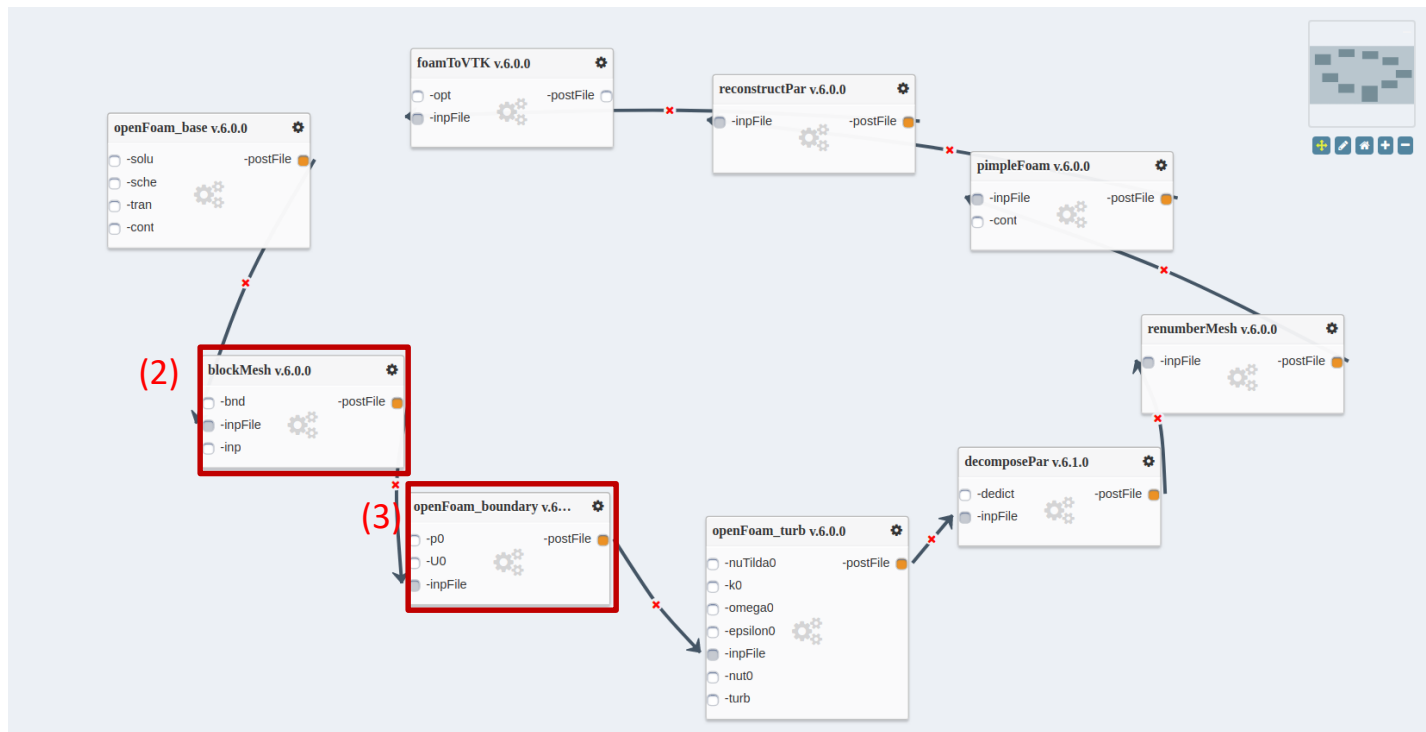 foamToVTK v.6.0.0
-opt
-postFile
-inpFile
reconstructPar v.6.0.0
-inpFile
-postFile
openFoam_base v.6.0.0
-solu
-postFile
-sche
-tran
-cont
pimpleFoam v.6.0.0
-inpFile
-postFile
-cont
renumberMesh v.6.0.0
-inpFile
-postFile
(2)
blockMesh v.6.0.0
-bnd
-postFile
-inpFile
-inp
(3)
openFoam_boundary v.6...
-p0
-postFile
-U0
-inpFile
openFoam_turb v.6.0.0
-nuTilda0
-postFile
-k0
-omega0
-epsilon0
-inpFile
-nut0
-turb
decomposePar v.6.1.0
-dedict
-postFile
-inpFile